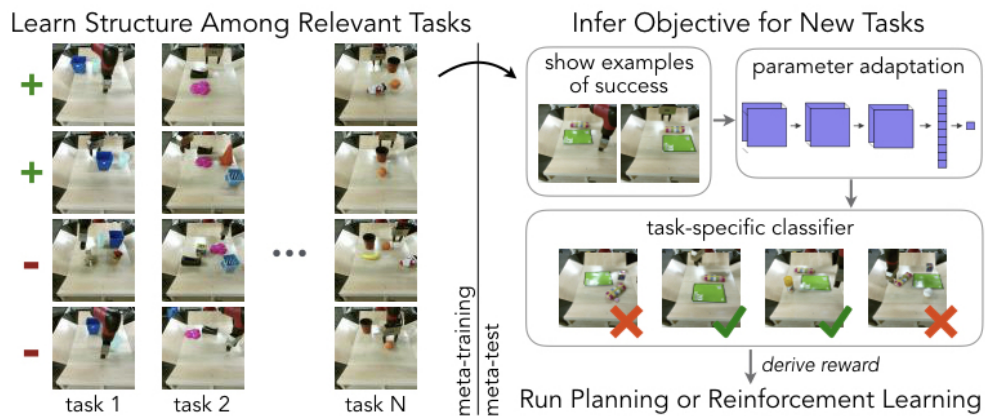 Learn Structure Among Relevant Tasks
+
+
-
-
...
task 1
task 2
task N
meta-training
meta-test
Infer Objective for New Tasks
show examples
of success
parameter adaptation
task-specific classifier
derive reward
Run Planning or Reinforcement Learning